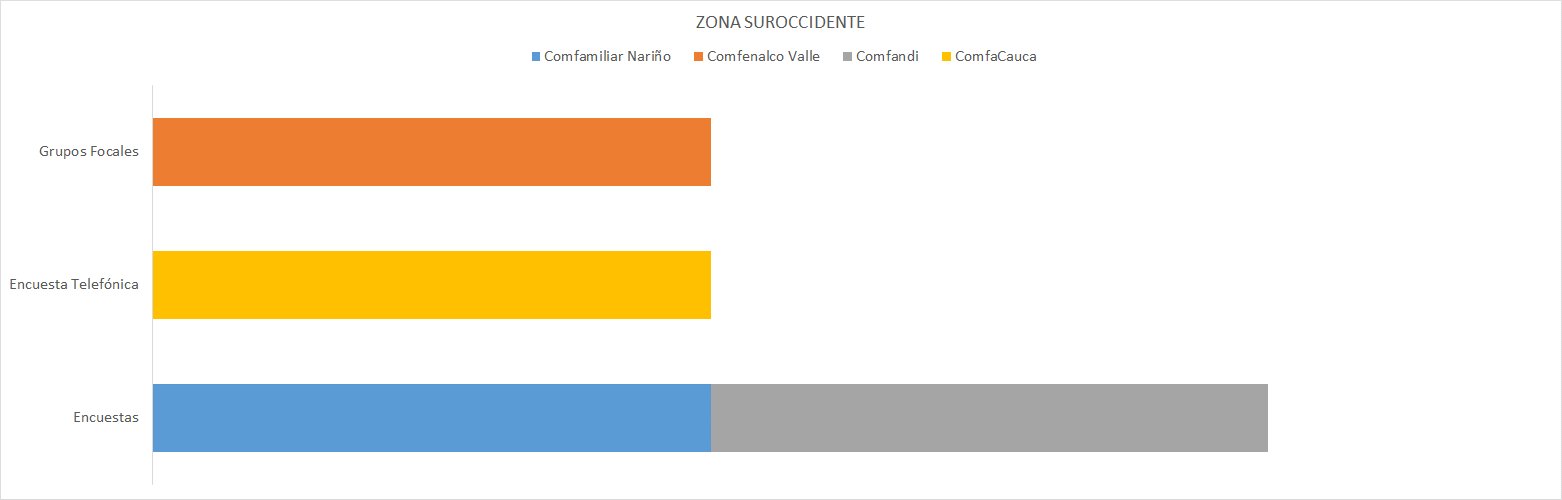 ZONA SUROCCIDENTE
Comfamiliar Nariño Comfenalco Valle Comfandi ComfaCauca
Grupos Focales
Encuesta Telefónica
Encuestas